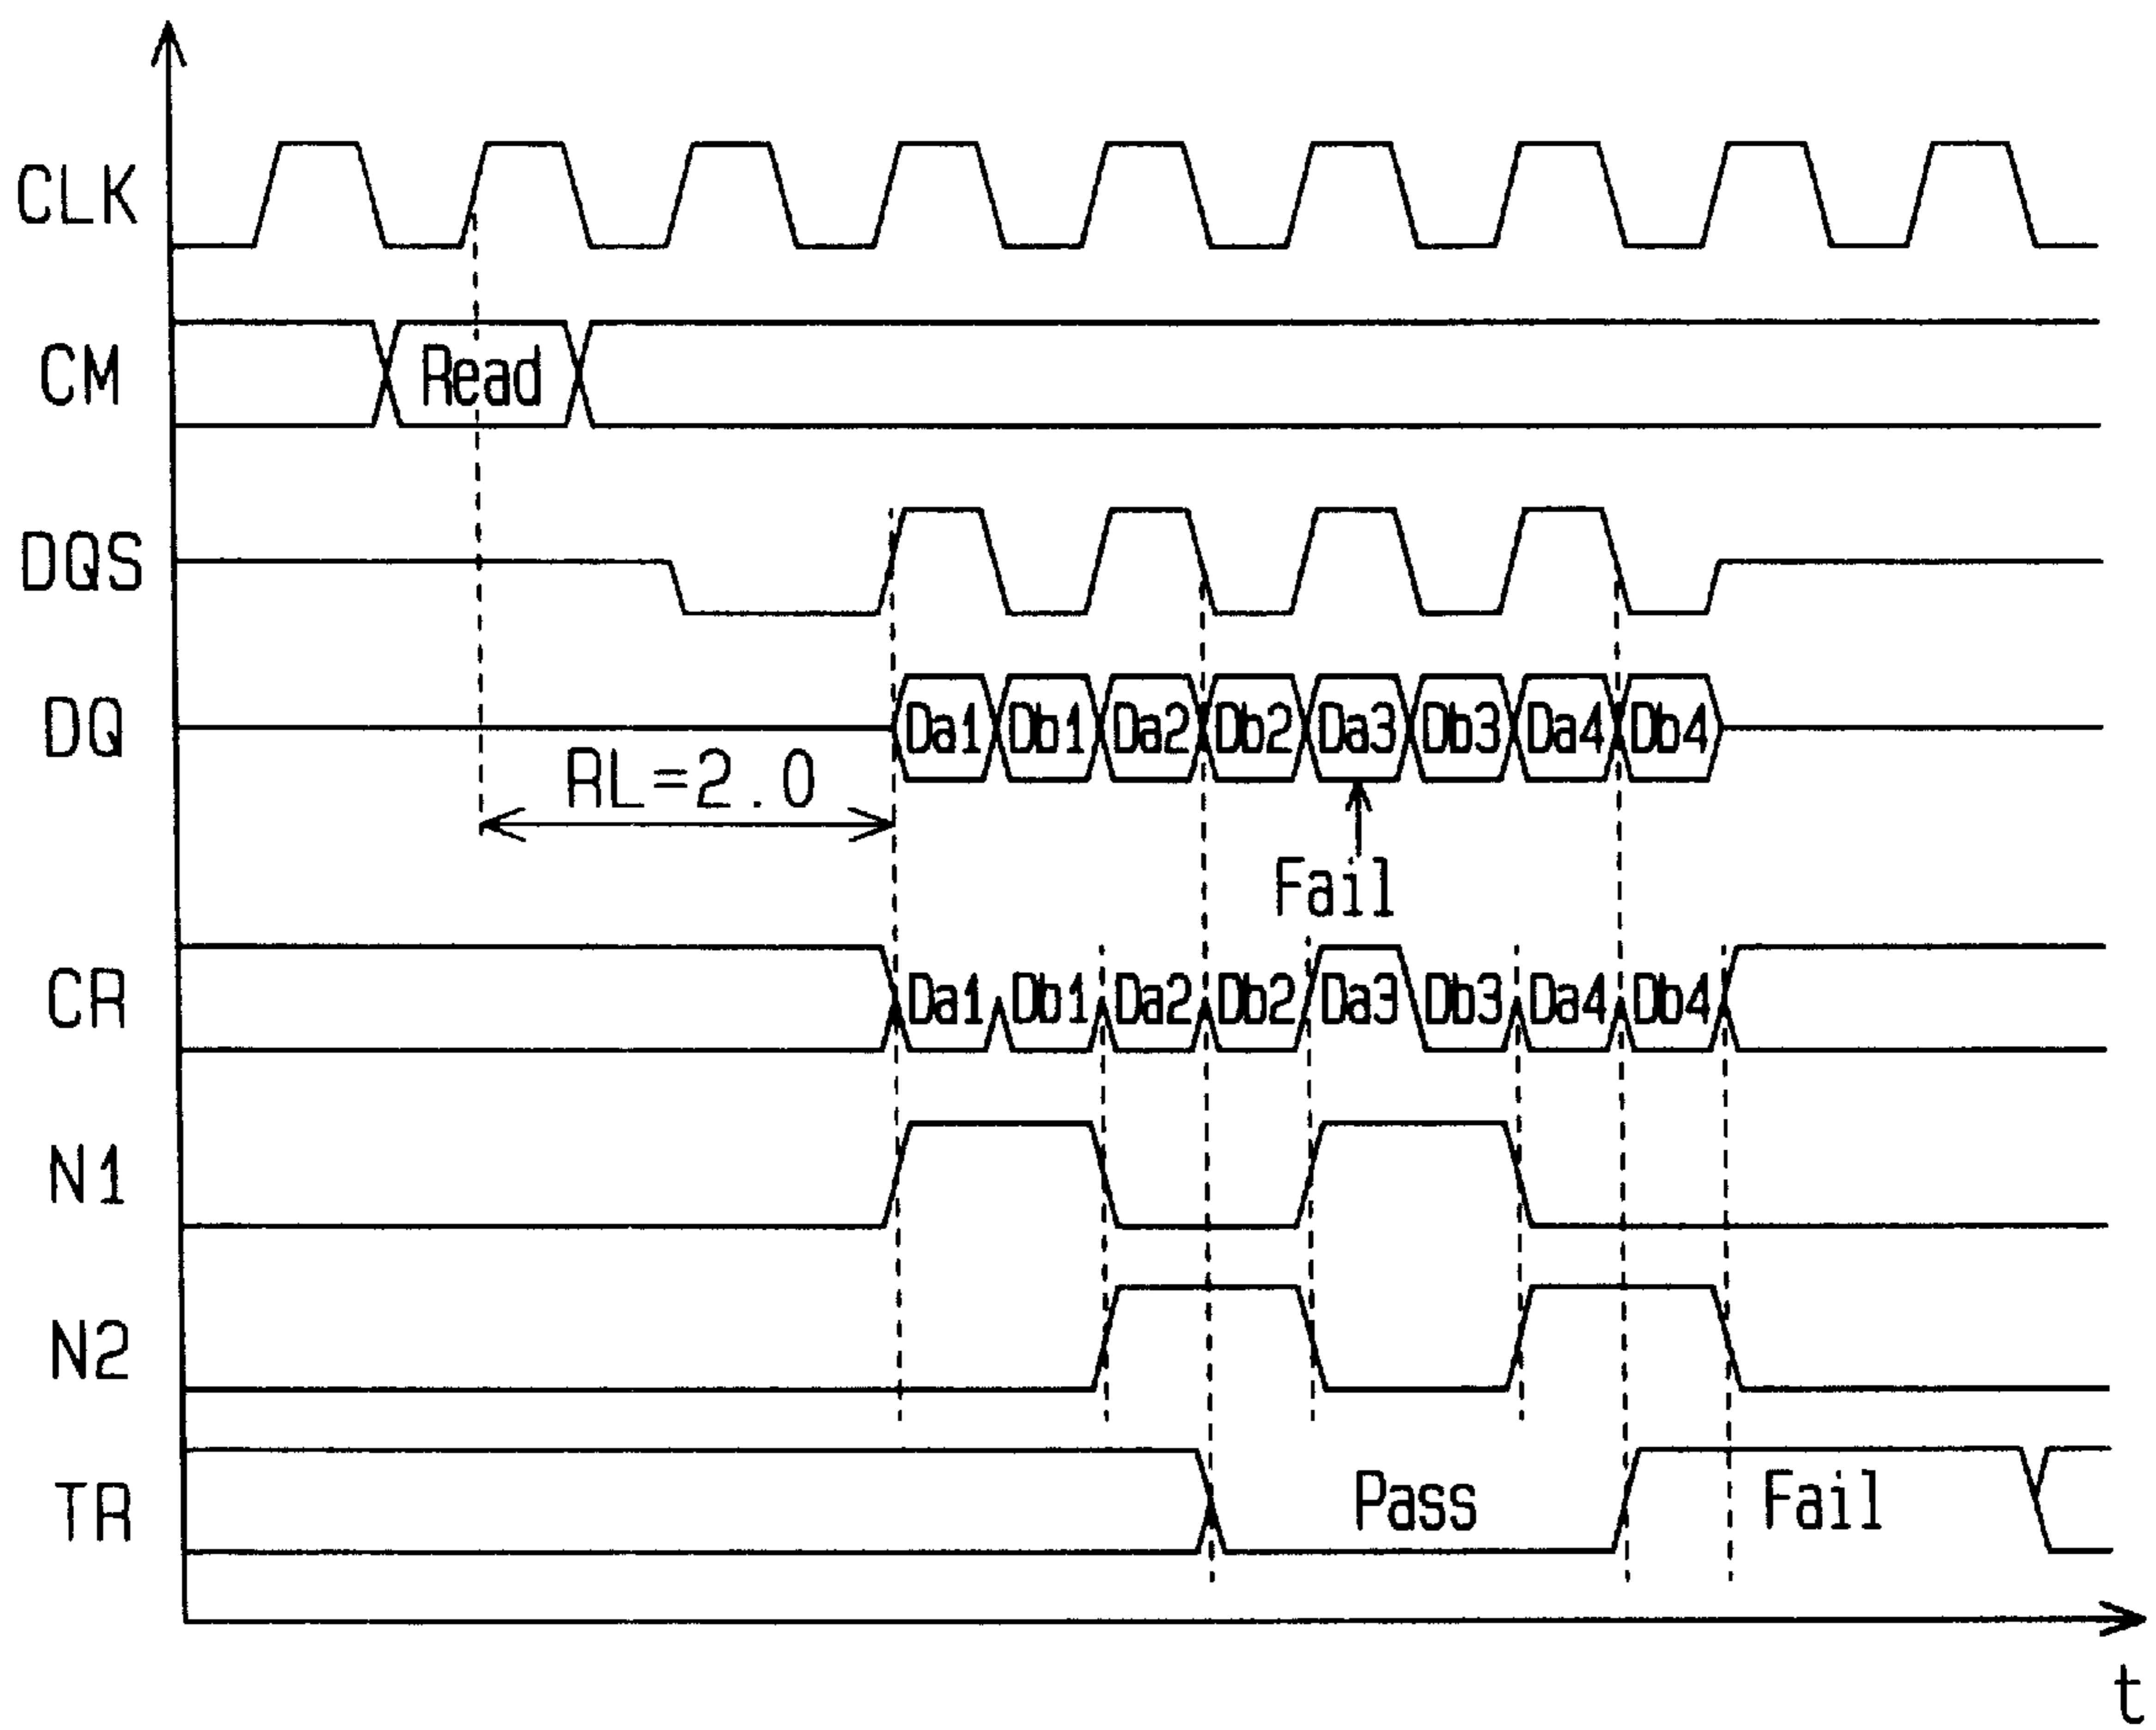 CLK
CM Read
DQS
DQ Da1 Db1 Da2 Db2 Da3 Db3 Da4 Db4
RL=2.0
Fail
CR Da1 Db1 Da2 Db2 Da3 Db3 Da4 Db4
N1
N2
TR Pass Fail
t